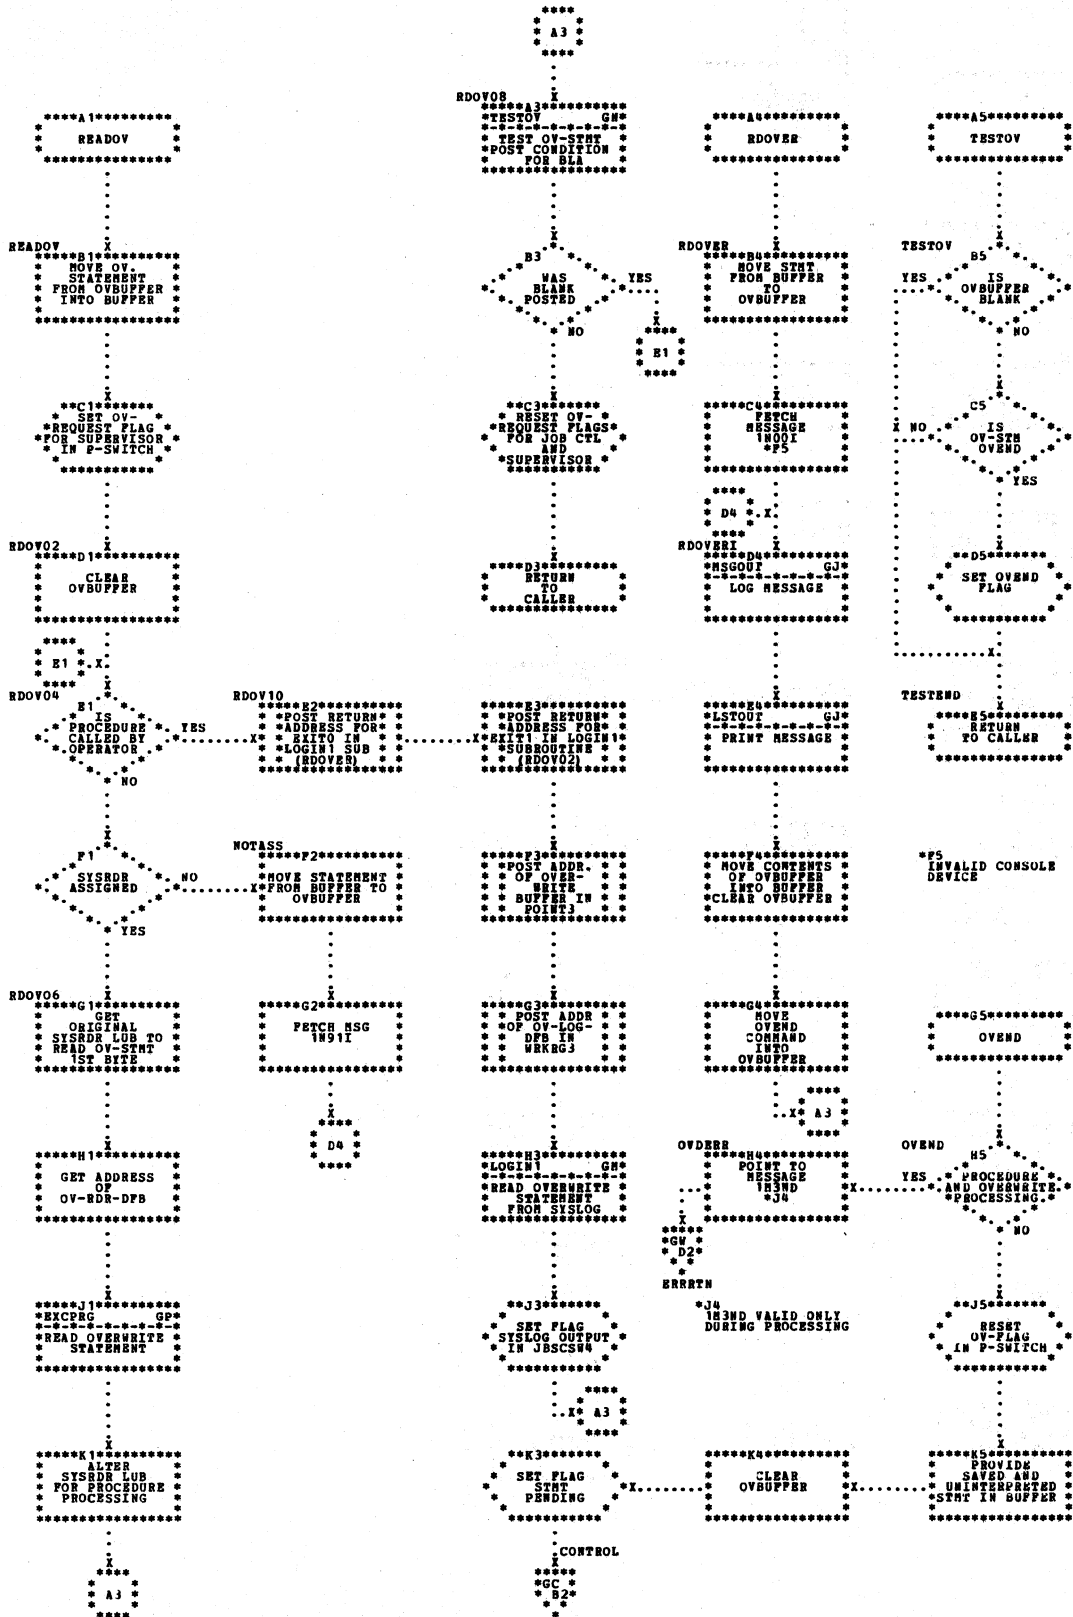 A3
RDOV08
A1
READOV
A3
TESTOV GN
TEST OV-STMT
POST CONDITION
FOR BLA
A4
RDOVER
A5
TESTOV
READOV
B1
MOVE OV.
STATEMENT
FROM OVBUFFER
INTO BUFFER
B3
WAS
BLANK
POSTED
YES
NO
E1
RDOVER
B4
MOVE STMT
FROM BUFFER
TO
OVBUFFER
TESTOV
B5
YES
IS
OVBUFFER
BLANK
NO
C1
SET OV-
REQUEST FLAG
FOR SUPERVISOR
IN P-SWITCH
C3
RESET OV-
REQUEST FLAGS
FOR JOB CTL
AND
SUPERVISOR
C4
FETCH
MESSAGE
1N00I
*F5
C5
NO
IS
OV-STM
OVEND
YES
D4
RDOV02
D1
CLEAR
OVBUFFER
D3
RETURN
TO
CALLER
RDOVERI
D4
MSGOUT GJ
LOG MESSAGE
D5
SET OVEND
FLAG
E1
RDOV04
E1
IS
PROCEDURE
CALLED BY
OPERATOR
YES
NO
RDOV10
E2
POST RETURN
ADDRESS FOR
EXIT0 IN
LOGIN1 SUB
(RDOVER)
E3
POST RETURN
ADDRESS FOR
EXIT1 IN LOGIN1
SUBROUTINE
(RDOV02)
E4
LSTOUT GJ
PRINT MESSAGE
TESTEND
E5
RETURN
TO CALLER
F1
SYSRDR
ASSIGNED
NO
YES
NOTASS
F2
MOVE STATEMENT
FROM BUFFER TO
OVBUFFER
F3
POST ADDR.
OF OVER-
WRITE
BUFFER IN
POINT3
F4
MOVE CONTENTS
OF OVBUFFER
INTO BUFFER
CLEAR OVBUFFER
*F5
INVALID CONSOLE
DEVICE
RDOV06
G1
GET
ORIGINAL
SYSRDR LUB TO
READ OV-STMT
1ST BYTE
G2
FETCH MSG
1N91I
G3
POST ADDR
OF OV-LOG-
DFB IN
WRKRG3
G4
MOVE
OVEND
COMMAND
INTO
OVBUFFER
G5
OVEND
D4
A3
H1
GET ADDRESS
OF
OV-RDR-DFB
H3
LOGIN1 GM
READ OVERWRITE
STATEMENT
FROM SYSLOG
OVDERR
H4
POINT TO
MESSAGE
1M3ND
*J4
OVEND
H5
YES
PROCEDURE
AND OVERWRITE
PROCESSING.
NO
GW
D2
ERRRTN
J1
EXCPRG GP
READ OVERWRITE
STATEMENT
J3
SET FLAG
SYSLOG OUTPUT
IN JBSCSW4
*J4
1M3ND VALID ONLY
DURING PROCESSING
J5
RESET
OV-FLAG
IN P-SWITCH
A3
K1
ALTER
SYSRDR LUB
FOR PROCEDURE
PROCESSING
K3
SET FLAG
STMT
PENDING
K4
CLEAR
OVBUFFER
K5
PROVIDE
SAVED AND
UNINTERPRETED
STMT IN BUFFER
CONTROL
A3
GC
B2